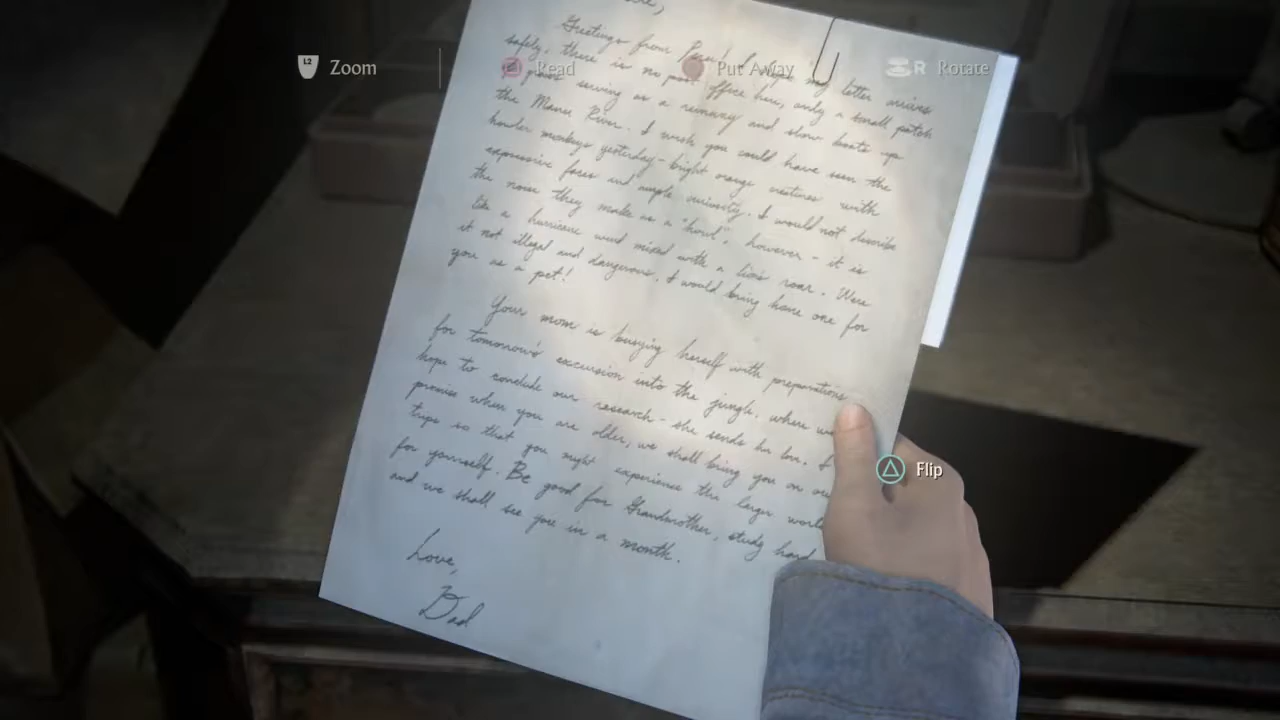 Zoom
Read
Put Away
R Rotate
L2
Greetings from Peru! I hope my letter arrives
safely, there is no post office here, only a small patch
of grass serving as a runway and slow boats up
the Manu River. I wish you could have seen the
howler monkeys yesterday - bright orange creatures with
expressive faces and ample curiosity. I would not describe
the noise they make as a "howl", however - it is
like a hurricane wind mixed with a lion's roar. Were
it not illegal and dangerous, I would bring home one for
you as a pet!
Your mom is busying herself with preparations
for tomorrow's excursion into the jungle, where we
hope to conclude our research - she sends her love. I
promise when you are older, we shall bring you on our
trips so that you might experience the larger world
for yourself. Be good for Grandmother, study hard
and we shall see you in a month.
Love,
Dad
Flip